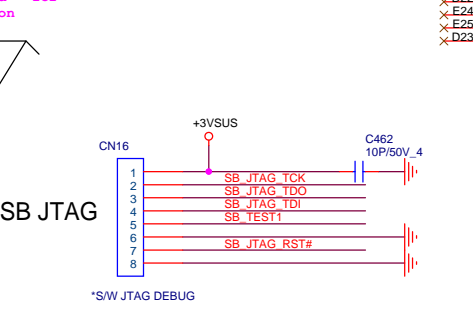 on
E24
E25
D23
+3VSUS
CN16
C462
10P/50V_4
1
2 SB_JTAG_TCK
3 SB_JTAG_TDO
4 SB_JTAG_TDI
5 SB_TEST1
6
7 SB_JTAG_RST#
8
SB JTAG
*S/W JTAG DEBUG